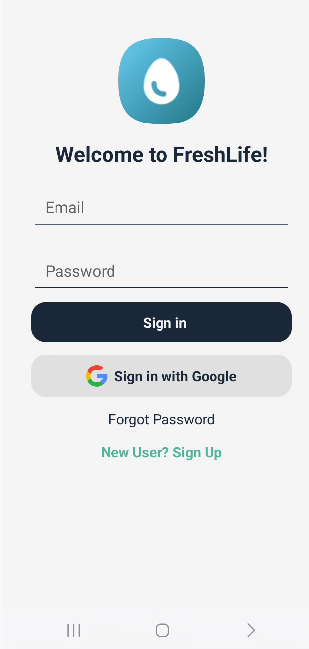 Welcome to FreshLife!
Email
Password
Sign in
Sign in with Google
Forgot Password
New User? Sign Up